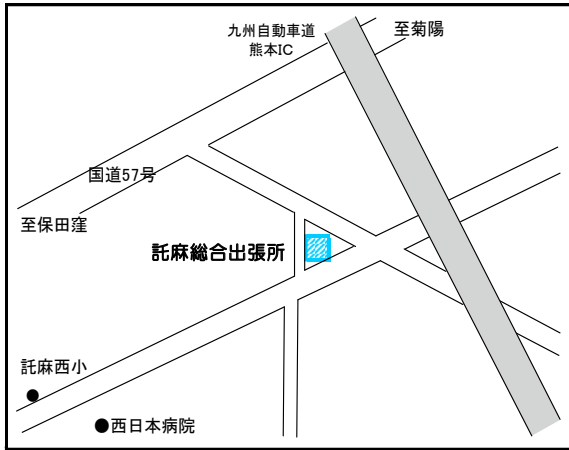 九州自動車道
熊本IC
至菊陽
国道57号
至保田窪
託麻総合出張所
託麻西小
西日本病院